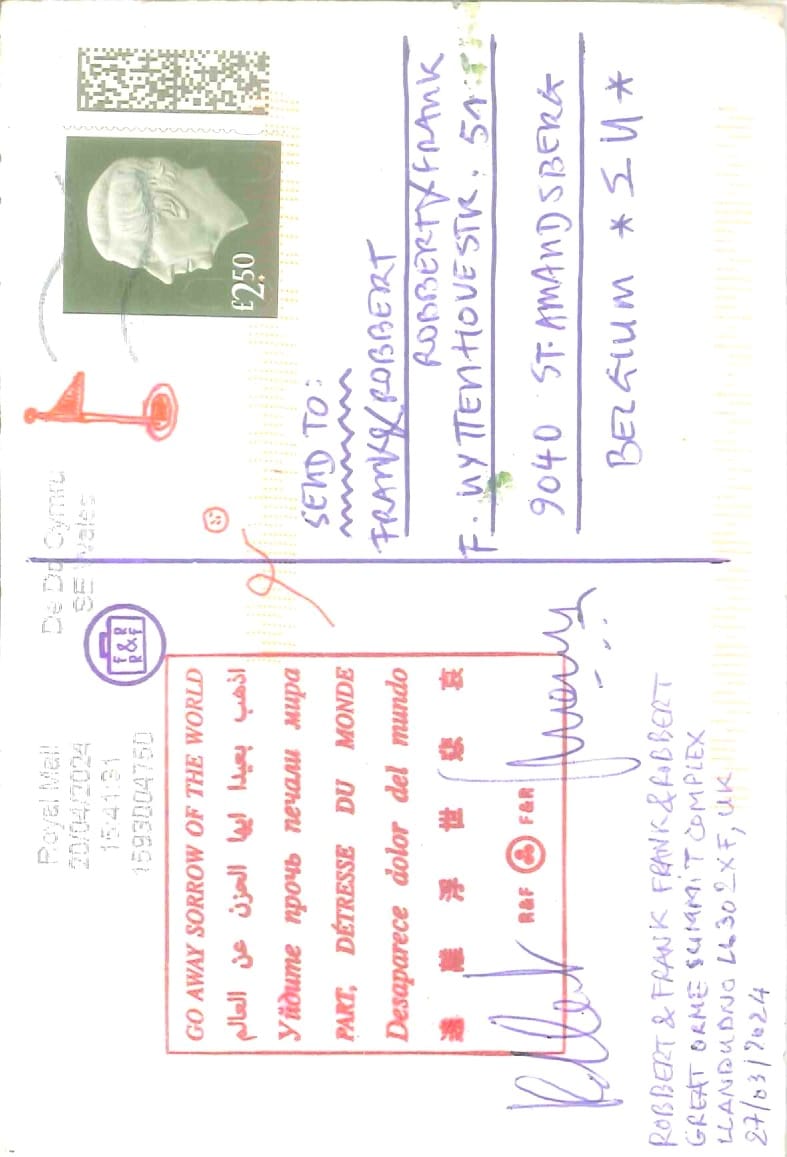 Royal Mail
20/04/2024
15:41:31
1593004750
De Du Cymru
SE Wales
F&R
R&F
GO AWAY SORROW OF THE WORLD
اذهب بعيدا ايها الحزن عن العالم
Уйдите прочь печали мира
PART, DÉTRESSE DU MONDE
Desaparece dolor del mundo
遠離浮世悲哀
R&F F&R
ROBBERT & FRANK FRANK & ROBBERT
GREAT ORME SUMMIT COMPLEX
LLANDUDNO LL30 2XF, UK
27/03/2024
£2.50
SEND TO:
FRANK & ROBBERT
ROBBERT & FRANK
F. UYTTENHOVESTR. 51
9040 ST. AMANDSBERG
BELGIUM * EU *